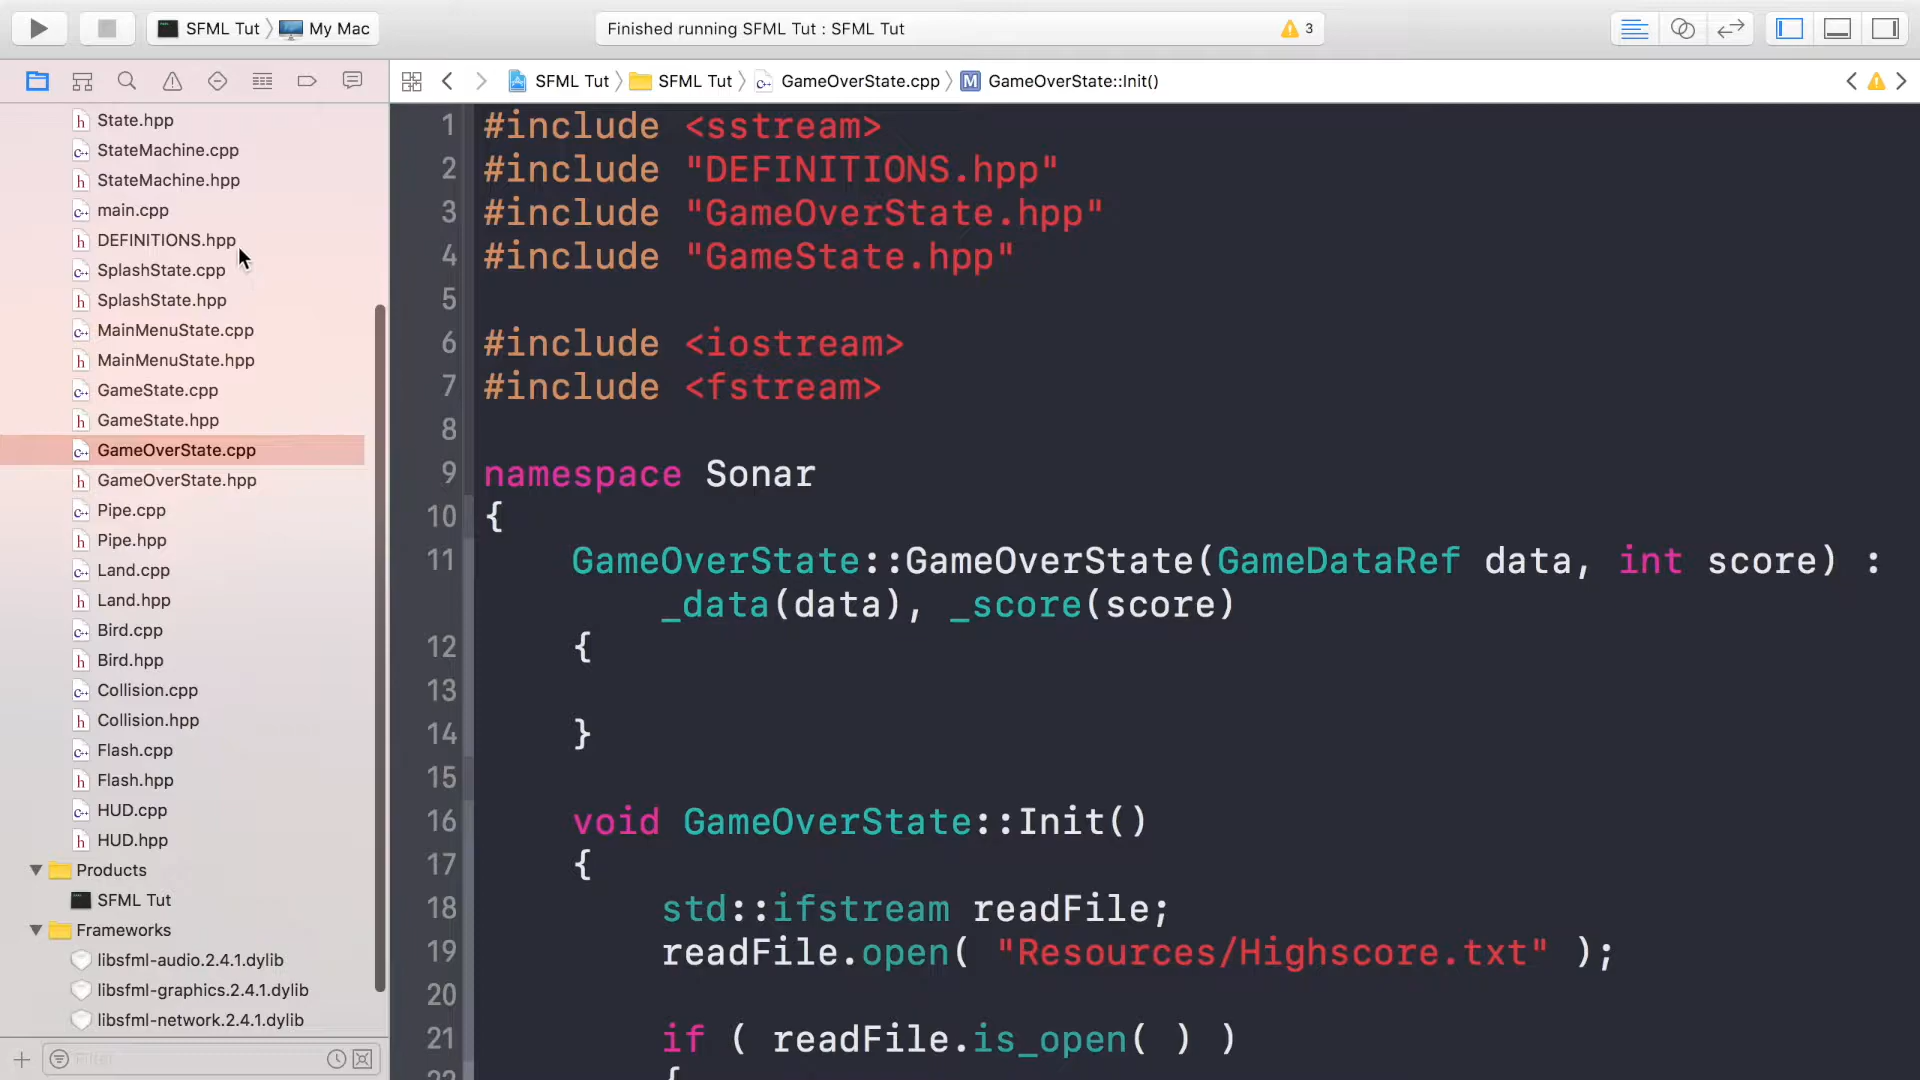 SFML Tut My Mac
Finished running SFML Tut : SFML Tut
3
SFML Tut SFML Tut GameOverState.cpp M GameOverState::Init()
State.hpp
StateMachine.cpp
StateMachine.hpp
main.cpp
DEFINITIONS.hpp
SplashState.cpp
SplashState.hpp
MainMenuState.cpp
MainMenuState.hpp
GameState.cpp
GameState.hpp
GameOverState.cpp
GameOverState.hpp
Pipe.cpp
Pipe.hpp
Land.cpp
Land.hpp
Bird.cpp
Bird.hpp
Collision.cpp
Collision.hpp
Flash.cpp
Flash.hpp
HUD.cpp
HUD.hpp
Products
SFML Tut
Frameworks
libsfml-audio.2.4.1.dylib
libsfml-graphics.2.4.1.dylib
libsfml-network.2.4.1.dylib
Filter
1 #include <sstream>
2 #include "DEFINITIONS.hpp"
3 #include "GameOverState.hpp"
4 #include "GameState.hpp"
5
6 #include <iostream>
7 #include <fstream>
8
9 namespace Sonar
10 {
11 GameOverState::GameOverState(GameDataRef data, int score) :
_data(data), _score(score)
12 {
13
14 }
15
16 void GameOverState::Init()
17 {
18 std::ifstream readFile;
19 readFile.open( "Resources/Highscore.txt" );
20
21 if ( readFile.is_open( ) )
22 {